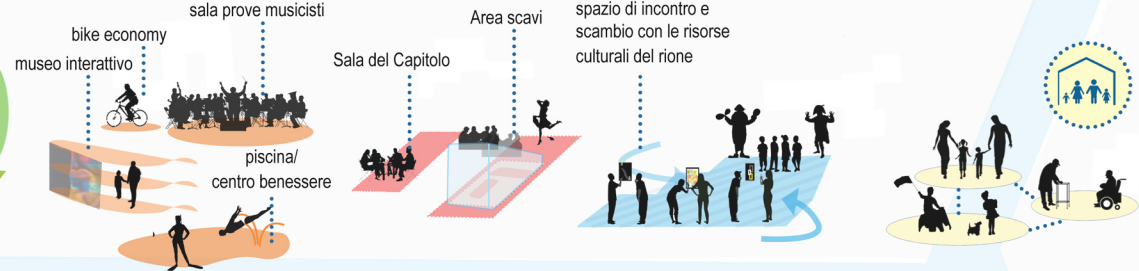 sala prove musicisti
bike economy
museo interattivo
piscina/
centro benessere
Sala del Capitolo
Area scavi
spazio di incontro e
scambio con le risorse
culturali del rione